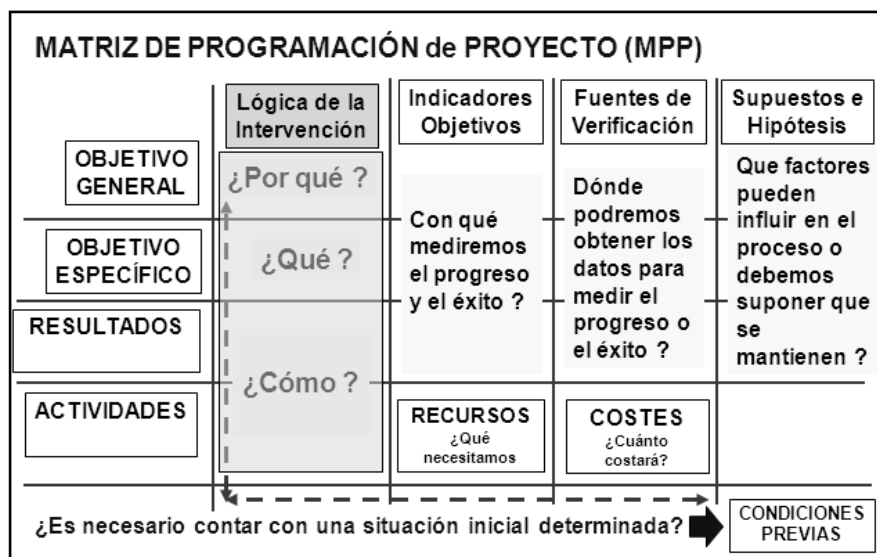 MATRIZ DE PROGRAMACIÓN de PROYECTO (MPP)
Lógica de la
Intervención
Indicadores
Objetivos
Fuentes de
Verificación
Supuestos e
Hipótesis
OBJETIVO
GENERAL
¿Por qué ?
OBJETIVO
ESPECÍFICO
¿Qué ?
RESULTADOS
¿Cómo ?
Con qué
mediremos
el progreso
y el éxito ?
Dónde
podremos
obtener los
datos para
medir el
progreso o
el éxito ?
Que factores
pueden
influir en el
proceso o
debemos
suponer que
se
mantienen ?
ACTIVIDADES
RECURSOS
¿Qué
necesitamos
COSTES
¿Cuánto
costará?
¿Es necesario contar con una situación inicial determinada?
CONDICIONES
PREVIAS